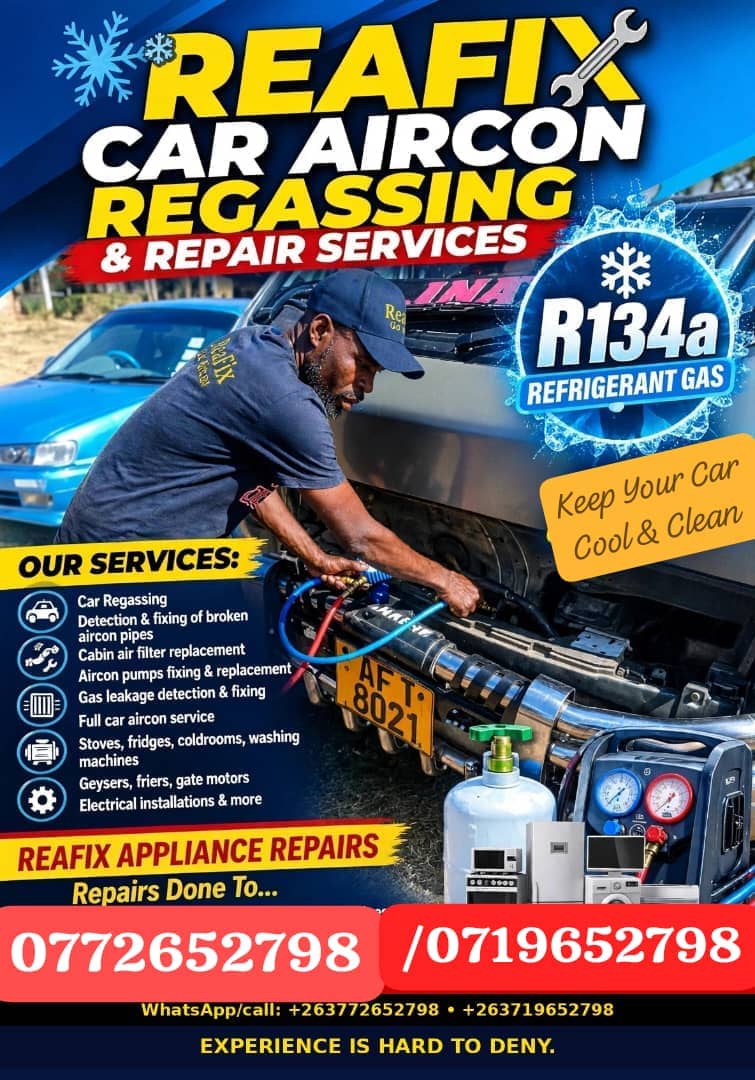 REAFIX
CAR AIRCON
REGASSING
& REPAIR SERVICES
INA
R134a
REFRIGERANT GAS
ReaFix
Keep Your Car
Cool & Clean
OUR SERVICES:
Car Regassing
Detection & fixing of broken
aircon pipes
Cabin air filter replacement
Aircon pumps fixing & replacement
Gas leakage detection & fixing
Full car aircon service
Stoves, fridges, coldrooms, washing
machines
Geysers, friers, gate motors
Electrical installations & more
AFT
8021
REAFIX APPLIANCE REPAIRS
Repairs Done To...
0772652798 /0719652798
WhatsApp/call: +263772652798 • +263719652798
EXPERIENCE IS HARD TO DENY.